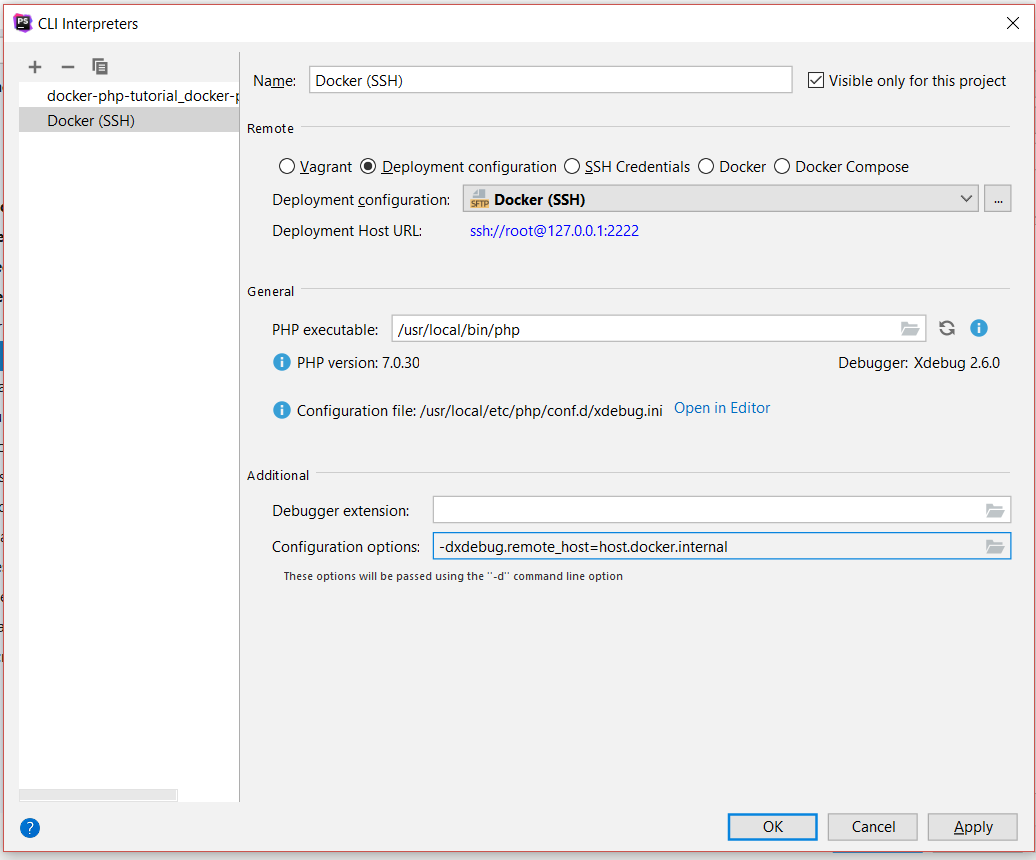 CLI Interpreters
docker-php-tutorial_docker-p
Docker (SSH)
Name: Docker (SSH) Visible only for this project
Remote
Vagrant Deployment configuration SSH Credentials Docker Docker Compose
Deployment configuration: SFTP Docker (SSH) ...
Deployment Host URL: ssh://root@127.0.0.1:2222
General
PHP executable: /usr/local/bin/php
PHP version: 7.0.30 Debugger: Xdebug 2.6.0
Configuration file: /usr/local/etc/php/conf.d/xdebug.ini Open in Editor
Additional
Debugger extension:
Configuration options: -dxdebug.remote_host=host.docker.internal
These options will be passed using the "-d" command line option
OK Cancel Apply